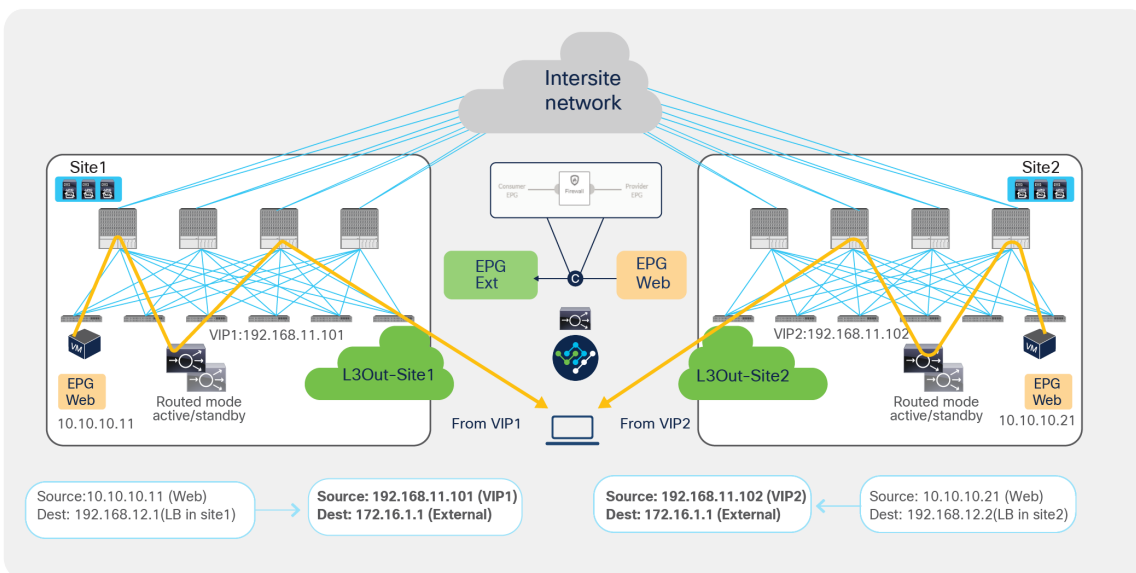 Intersite
network
Site1
Site2
Consumer
EPG
Firewall
Provider
EPG
EPG
Ext
C
EPG
Web
VIP1:192.168.11.101
VIP2:192.168.11.102
VM
VM
L3Out-Site1
L3Out-Site2
EPG
Web
10.10.10.11
Routed mode
active/standby
From VIP1
From VIP2
Routed mode
active/standby
EPG
Web
10.10.10.21
Source:10.10.10.11 (Web)
Dest: 192.168.12.1(LB in site1)
Source: 192.168.11.101 (VIP1)
Dest: 172.16.1.1 (External)
Source: 192.168.11.102 (VIP2)
Dest: 172.16.1.1 (External)
Source: 10.10.10.21 (Web)
Dest: 192.168.12.2(LB in site2)